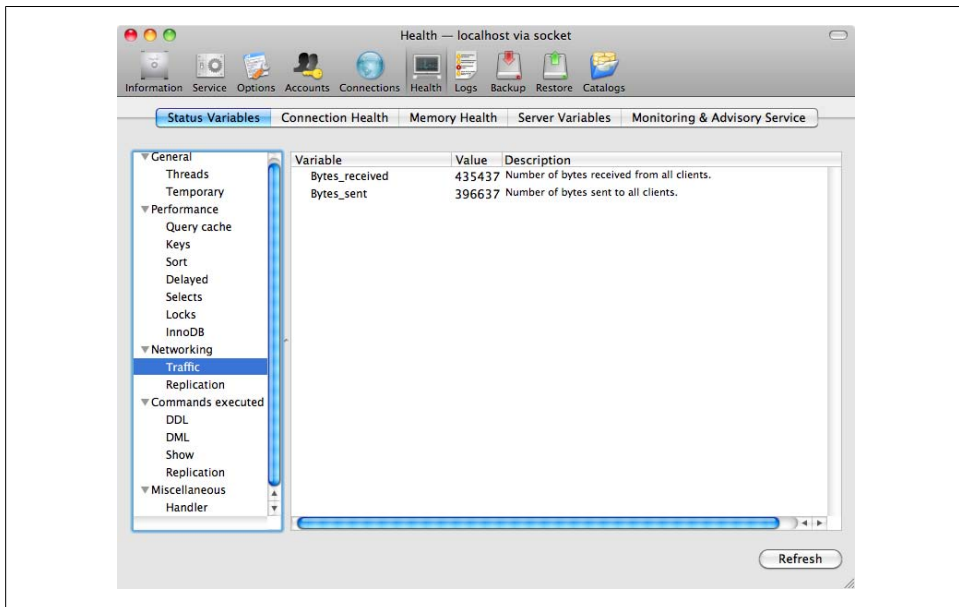 Health — localhost via socket
Information Service Options Accounts Connections Health Logs Backup Restore Catalogs
Status Variables Connection Health Memory Health Server Variables Monitoring & Advisory Service
General
Threads
Temporary
Performance
Query cache
Keys
Sort
Delayed
Selects
Locks
InnoDB
Networking
Traffic
Replication
Commands executed
DDL
DML
Show
Replication
Miscellaneous
Handler
Variable Value Description
Bytes_received 435437 Number of bytes received from all clients.
Bytes_sent 396637 Number of bytes sent to all clients.
Refresh